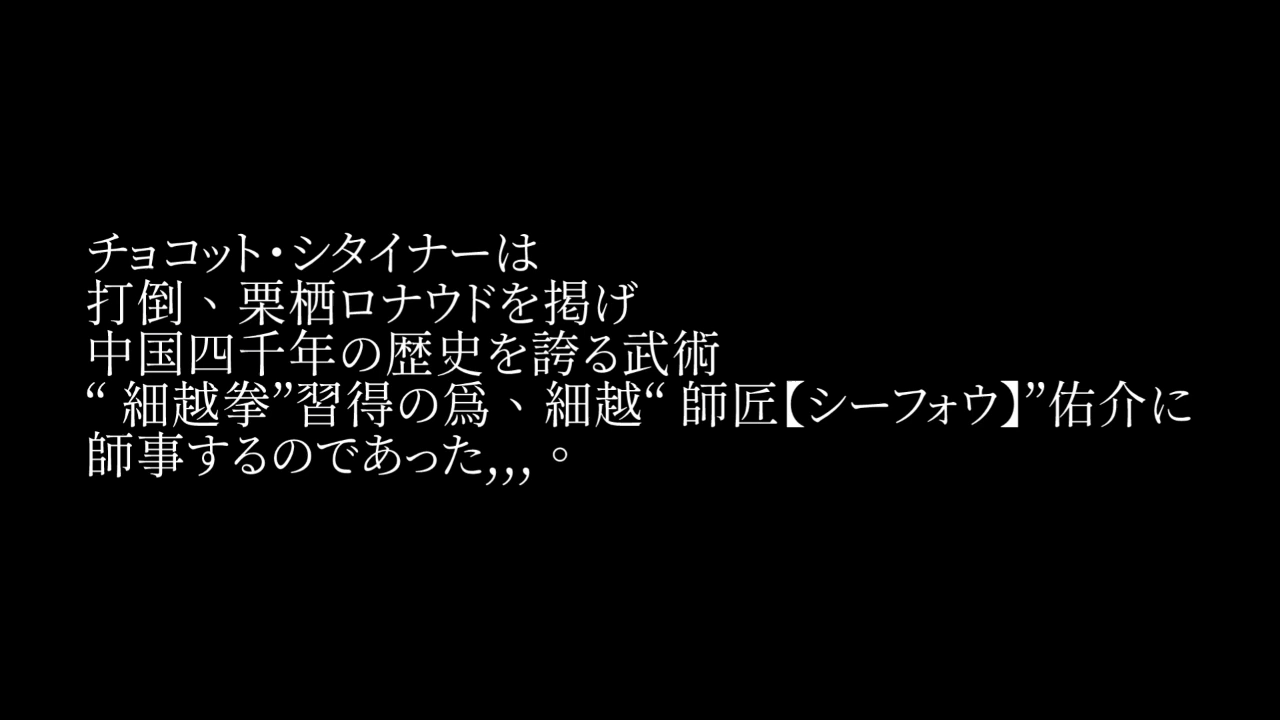 チョコット・シタイナーは
打倒、栗栖ロナウドを掲げ
中国四千年の歴史を誇る武術
“細越拳”習得の爲、細越“師匠【シーフォウ】”佑介に
師事するのであった,,,。